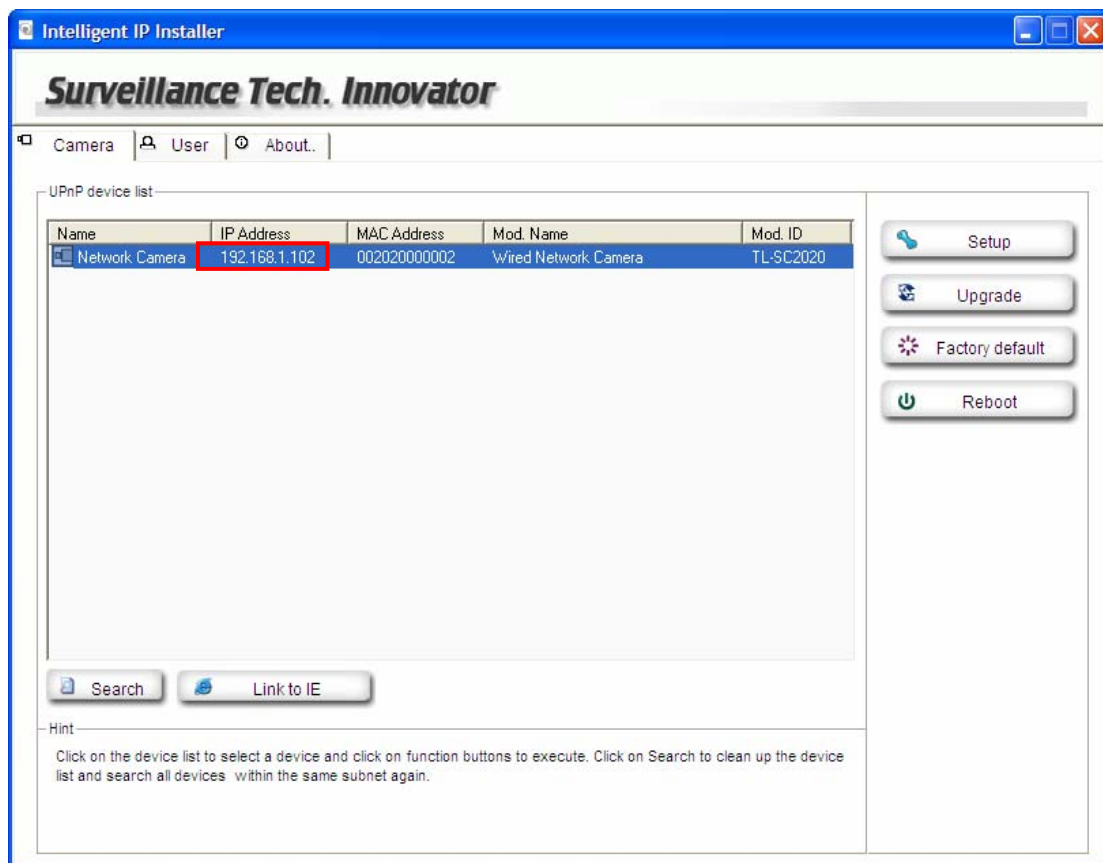 Intelligent IP Installer
Surveillance Tech. Innovator
Camera User About..
UPnP device list
Name IP Address MAC Address Mod. Name Mod. ID
Network Camera 192.168.1.102 002020000002 Wired Network Camera TL-SC2020
Setup
Upgrade
Factory default
Reboot
Search Link to IE
Hint
Click on the device list to select a device and click on function buttons to execute. Click on Search to clean up the device
list and search all devices within the same subnet again.